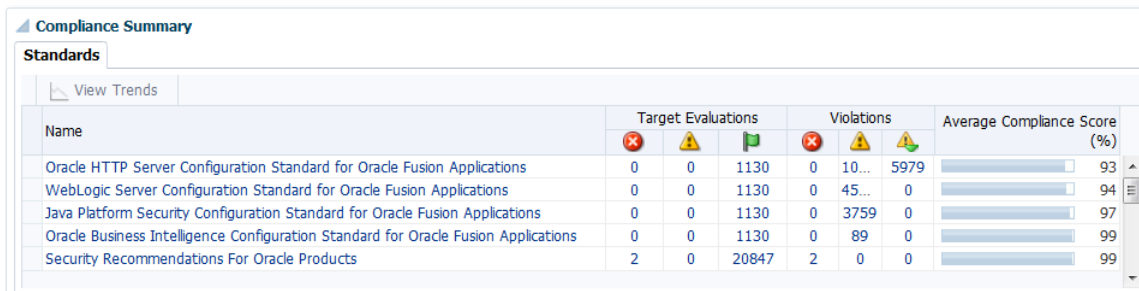 Compliance Summary
Standards
View Trends
Name Target Evaluations Violations Average Compliance Score (%)
Oracle HTTP Server Configuration Standard for Oracle Fusion Applications 0 0 1130 0 10... 5979 93
WebLogic Server Configuration Standard for Oracle Fusion Applications 0 0 1130 0 45... 0 94
Java Platform Security Configuration Standard for Oracle Fusion Applications 0 0 1130 0 3759 0 97
Oracle Business Intelligence Configuration Standard for Oracle Fusion Applications 0 0 1130 0 89 0 99
Security Recommendations For Oracle Products 2 0 20847 2 0 0 99